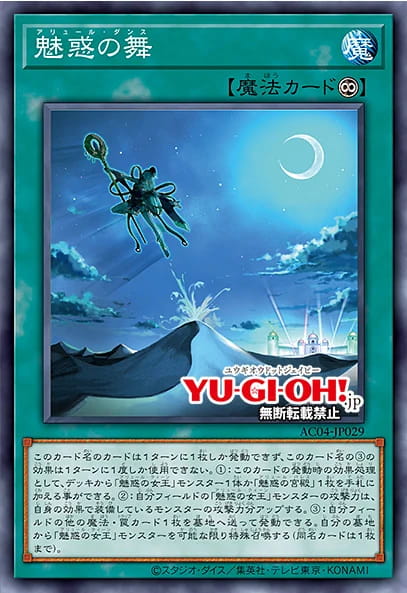 アリュール・ダンス
魅惑の舞
魔
【魔法カード】
ユウギオウドットジェイピー
YU-GI-OH!.jp
無断転載禁止
AC04-JP029
このカード名のカードは1ターンに1枚しか発動できず、このカード名の③の
効果は1ターンに1度しか使用できない。①：このカードの発動時の効果処理
として、デッキから「魅惑の女王」モンスター1体か「魅惑の宮殿」1枚を手札に
加える事ができる。②：自分フィールドの「魅惑の女王」モンスターの攻撃力は、
自身の効果で装備しているモンスターの攻撃力分アップする。③：自分フィー
ルドの他の魔法・罠カード1枚を墓地へ送って発動できる。自分の墓地
から「魅惑の女王」モンスターを可能な限り特殊召喚する（同名カードは1枚
まで）。
©スタジオ・ダイス／集英社・テレビ東京・KONAMI